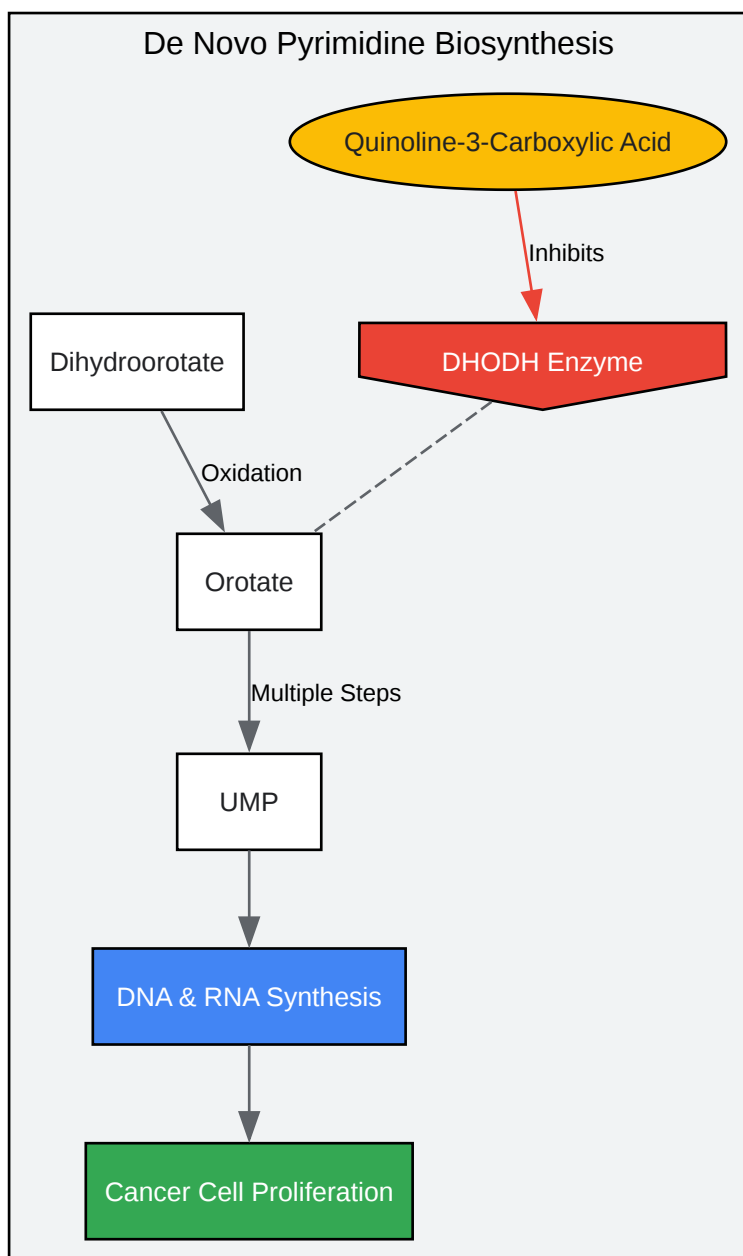 De Novo Pyrimidine Biosynthesis
Quinoline-3-Carboxylic Acid
Inhibits
Dihydroorotate
DHODH Enzyme
Oxidation
Orotate
Multiple Steps
UMP
DNA & RNA Synthesis
Cancer Cell Proliferation